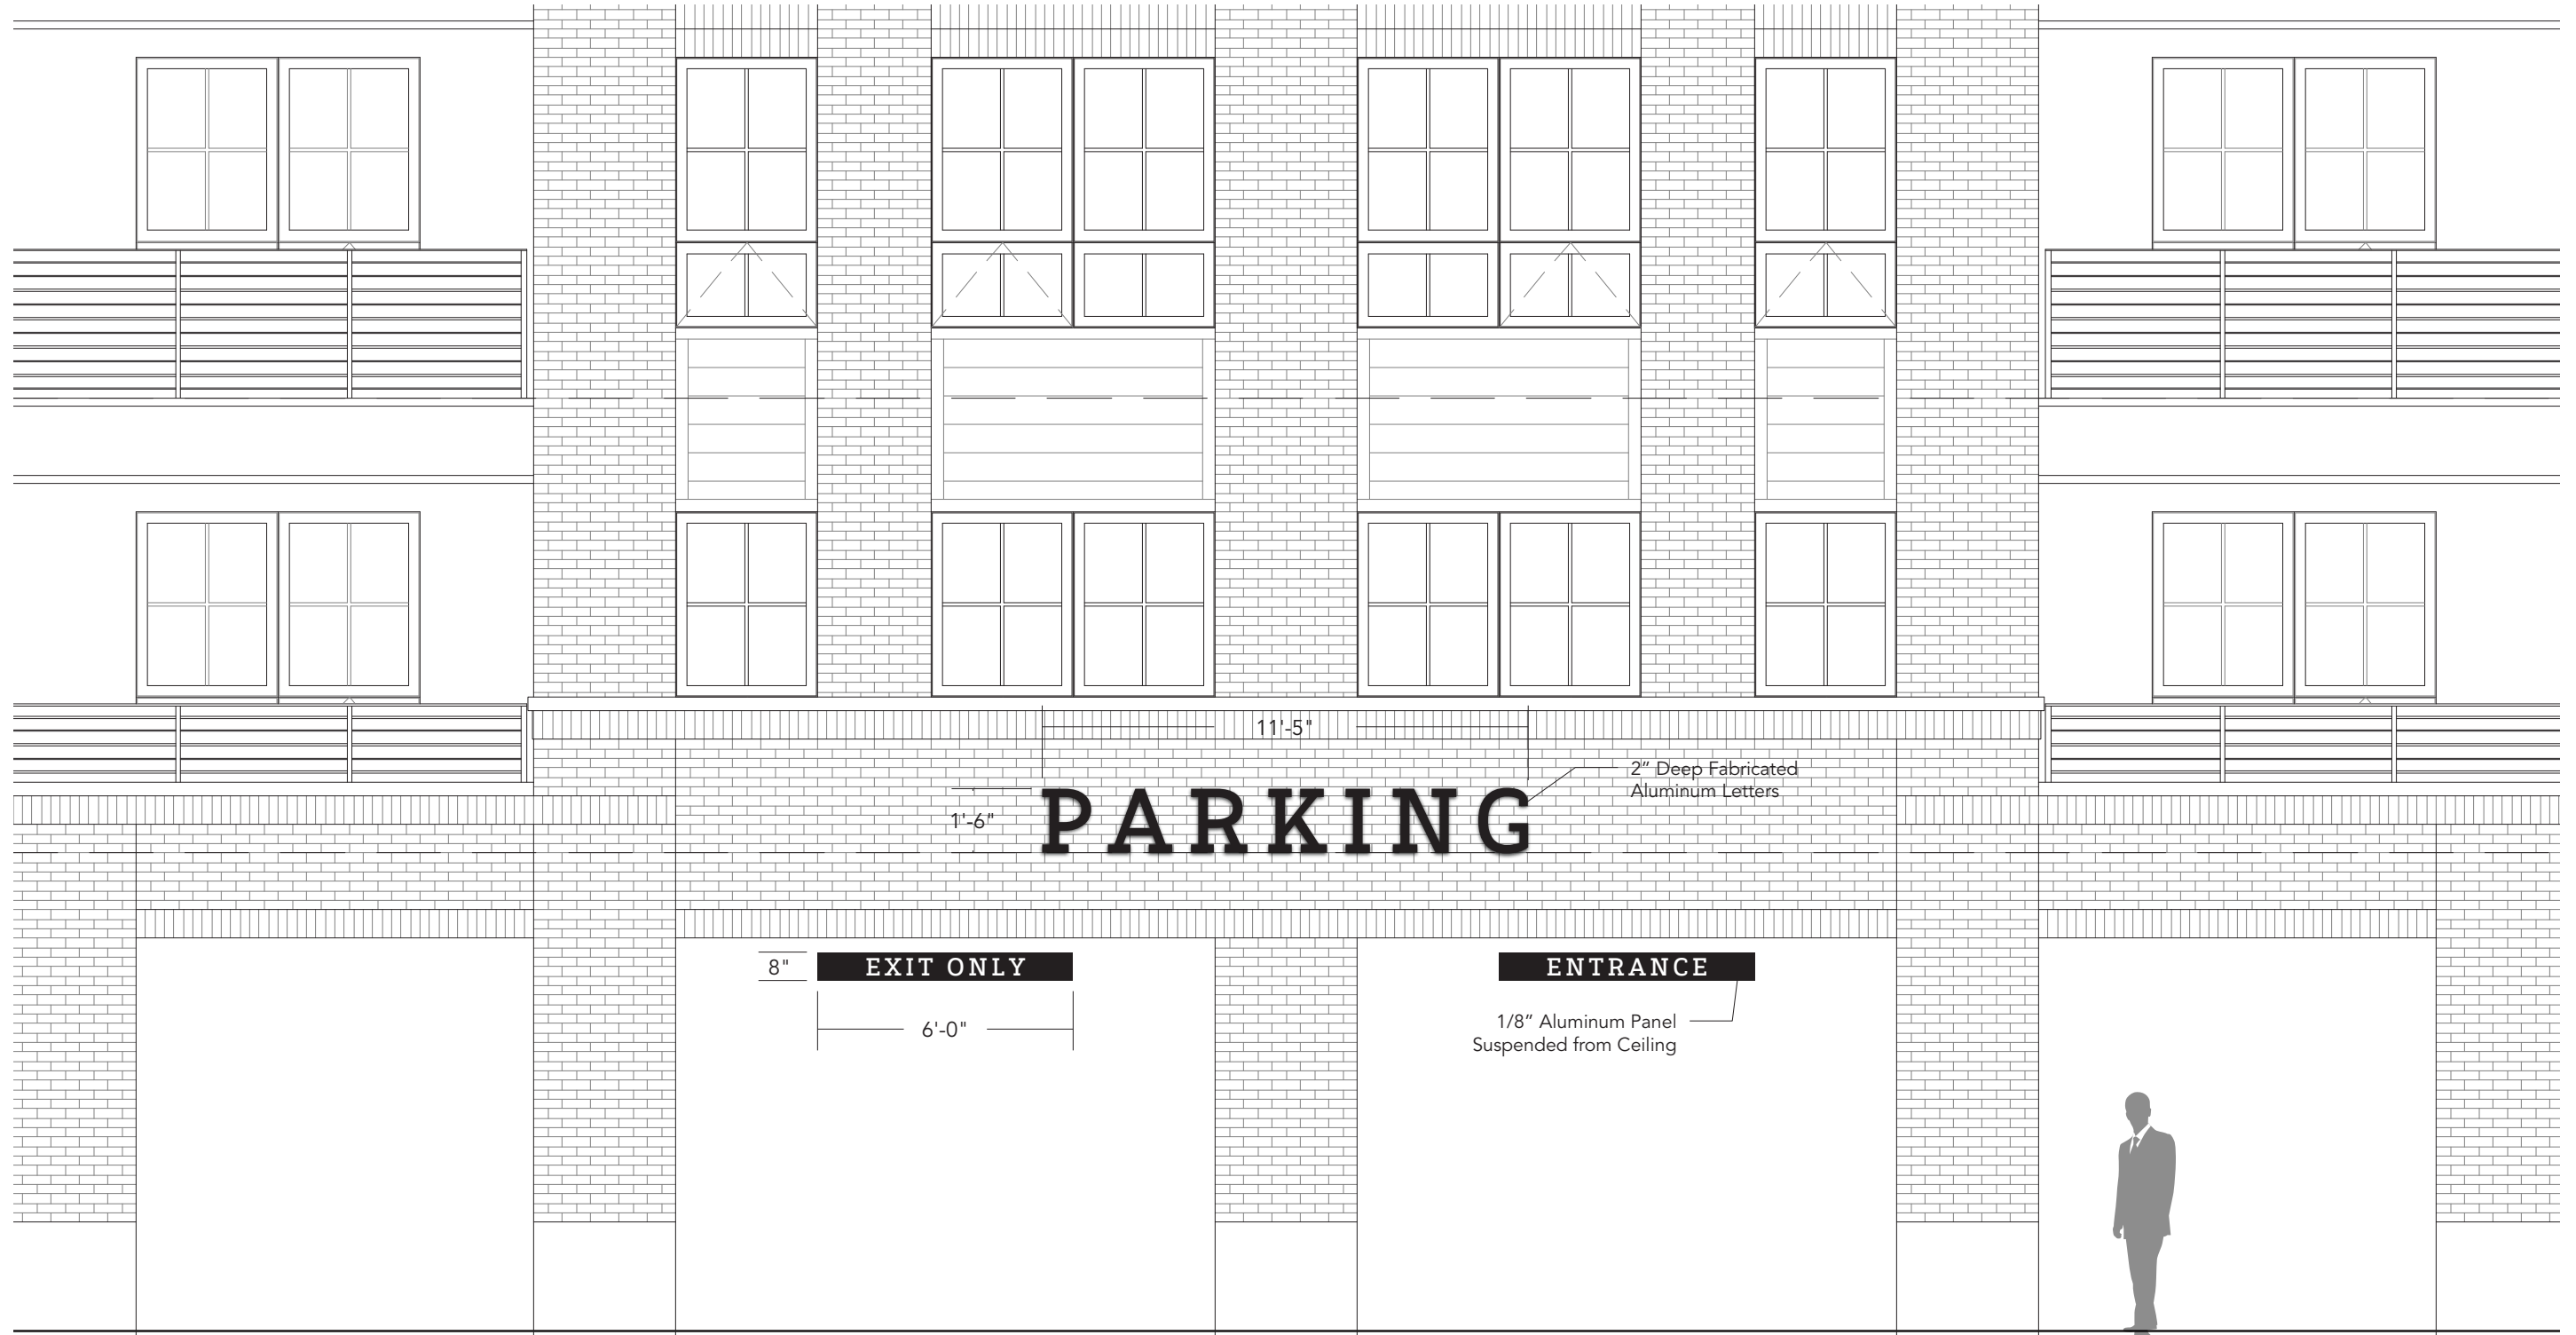 11'-5"
2” Deep Fabricated
Aluminum Letters
1'-6"
PARKING
8"
EXIT ONLY
ENTRANCE
6'-0"
1/8” Aluminum Panel
Suspended from Ceiling